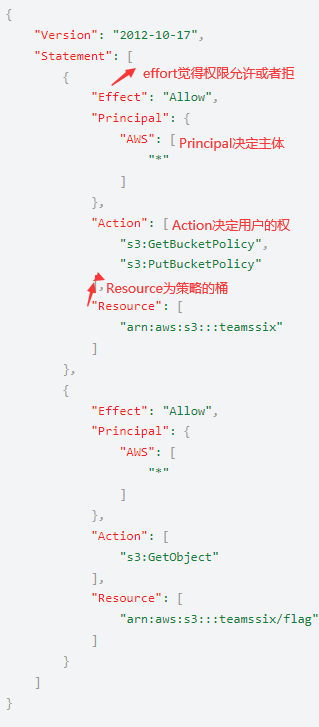 {
"Version": "2012-10-17",
"Statement": [
effort觉得权限允许或者拒
{
"Effect": "Allow",
"Principal": {
"AWS": [ Principal决定主体
"*"
]
},
"Action": [ Action决定用户的权
"s3:GetBucketPolicy",
"s3:PutBucketPolicy"
], Resource为策略的桶
"Resource": [
"arn:aws:s3:::teamssix"
]
},
{
"Effect": "Allow",
"Principal": {
"AWS": [
"*"
]
},
"Action": [
"s3:GetObject"
],
"Resource": [
"arn:aws:s3:::teamssix/flag"
]
}
]
}